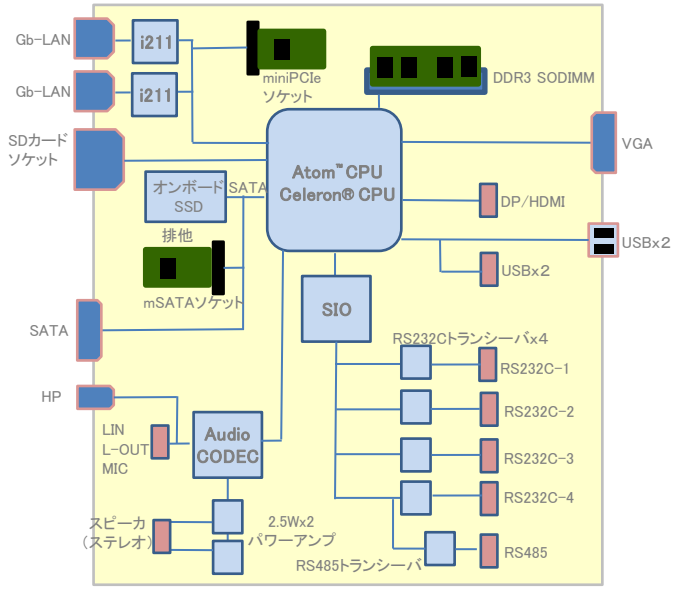 Gb-LAN
i211
miniPCIe
ソケット
DDR3 SODIMM
Gb-LAN
i211
SDカード
ソケット
Atom™ CPU
Celeron® CPU
VGA
オンボード
SSD
SATA
DP/HDMI
排他
USBx2
mSATAソケット
USBx2
SIO
SATA
RS232Cトランシーバx4
RS232C-1
HP
RS232C-2
LIN
L-OUT
MIC
Audio
CODEC
RS232C-3
RS232C-4
スピーカ
(ステレオ)
2.5Wx2
パワーアンプ
RS485トランシーバ
RS485